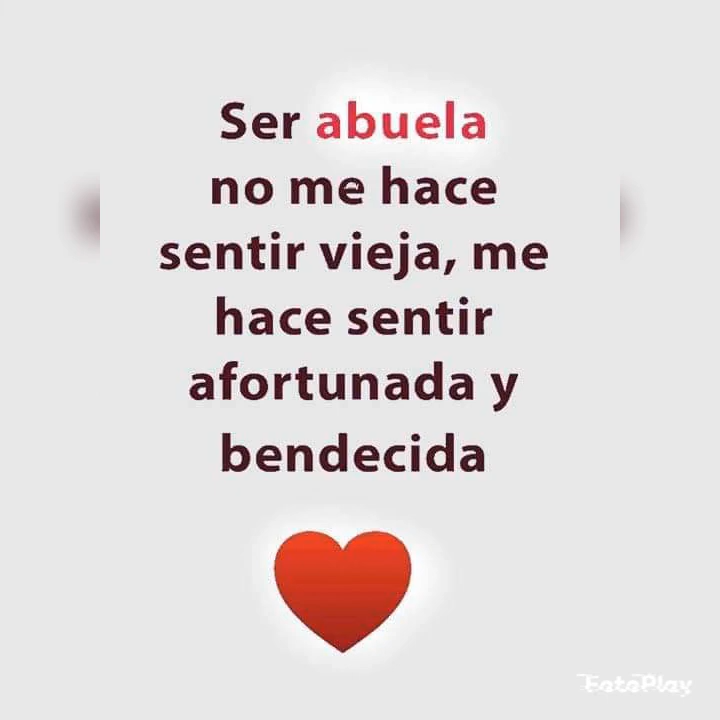 Ser abuela
no me hace
sentir vieja, me
hace sentir
afortunada y
bendecida
FotoPlay